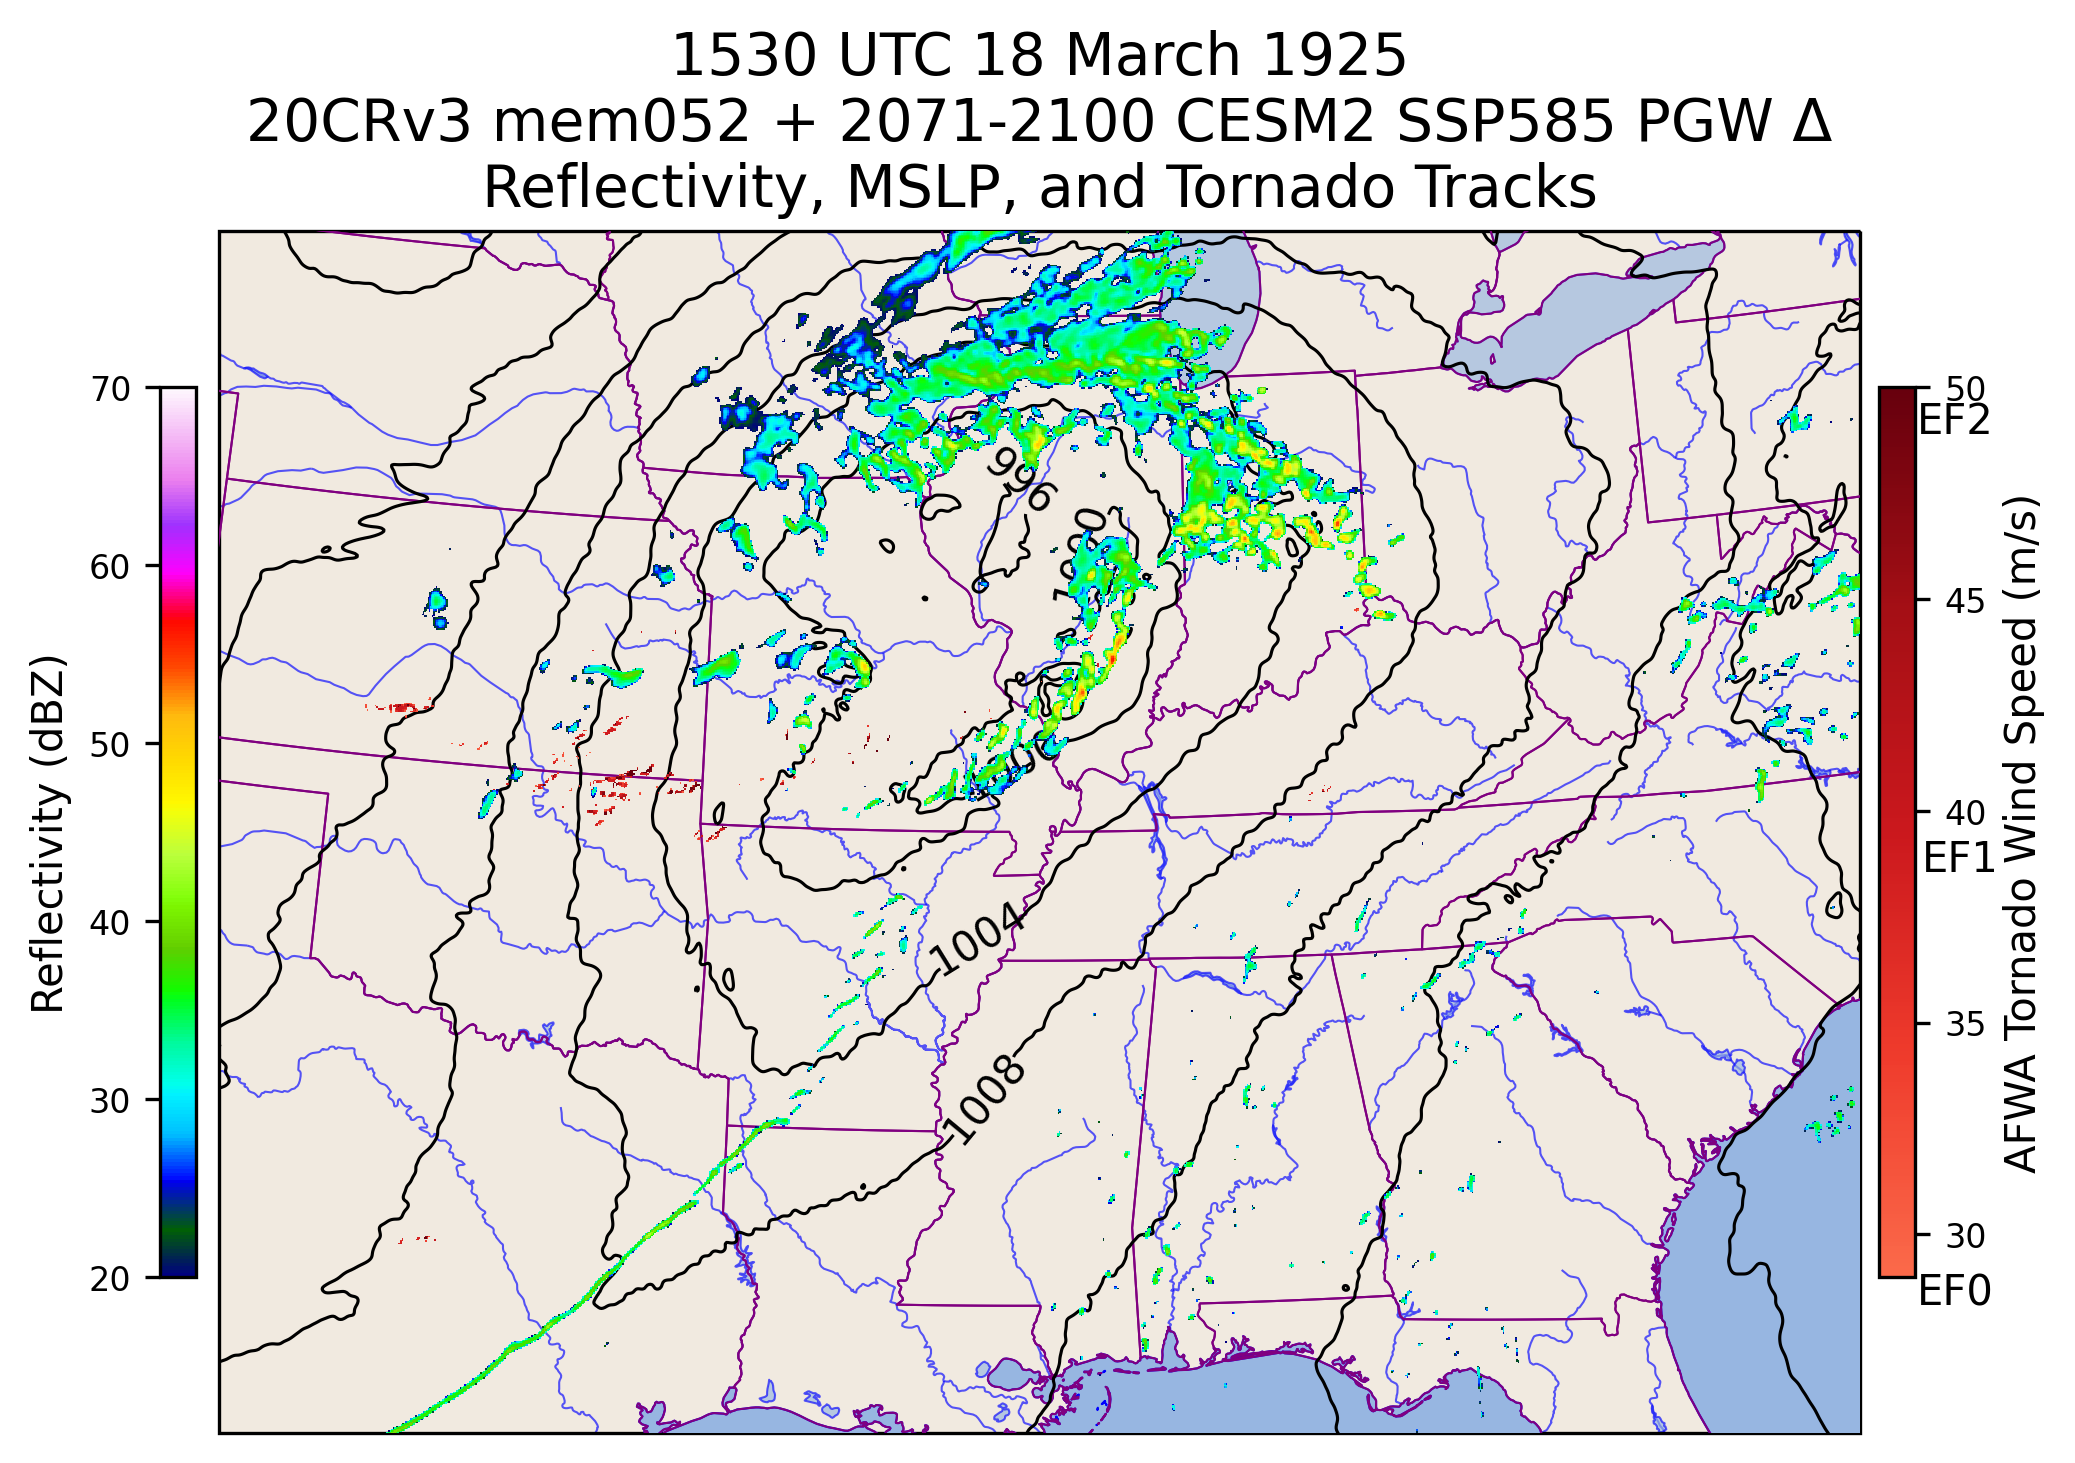 1530 UTC 18 March 1925
20CRv3 mem052 + 2071-2100 CESM2 SSP585 PGW Δ
Reflectivity, MSLP, and Tornado Tracks
70
60
50
40
30
20
Reflectivity (dBZ)
996
1004
1008
50
EF2
45
40
EF1
35
30
EF0
AFWA Tornado Wind Speed (m/s)